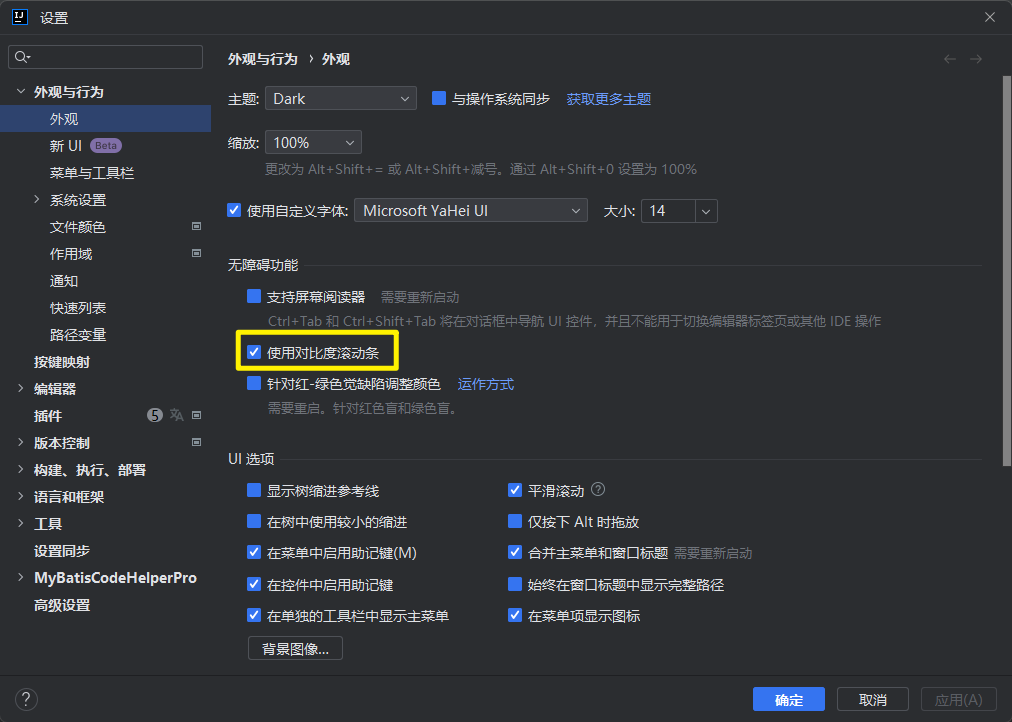 设置
外观与行为
外观
新 UI Beta
菜单与工具栏
系统设置
文件颜色
作用域
通知
快速列表
路径变量
按键映射
编辑器
插件 5
版本控制
构建、执行、部署
语言和框架
工具
设置同步
MyBatisCodeHelperPro
高级设置
外观与行为 › 外观
主题: Dark 与操作系统同步 获取更多主题
缩放: 100%
更改为 Alt+Shift+= 或 Alt+Shift+减号。通过 Alt+Shift+0 设置为 100%
使用自定义字体: Microsoft YaHei UI 大小: 14
无障碍功能
支持屏幕阅读器 需要重新启动
Ctrl+Tab 和 Ctrl+Shift+Tab 将在对话框中导航 UI 控件，并且不能用于切换编辑器标签页或其他 IDE 操作
使用对比度滚动条
针对红-绿色觉缺陷调整颜色 运作方式
需要重启。针对红色盲和绿色盲。
UI 选项
显示树缩进参考线 平滑滚动 ?
在树中使用较小的缩进 仅按下 Alt 时拖放
在菜单中启用助记键(M) 合并主菜单和窗口标题 需要重新启动
在控件中启用助记键 始终在窗口标题中显示完整路径
在单独的工具栏中显示主菜单 在菜单项显示图标
背景图像...
? 确定 取消 应用(A)